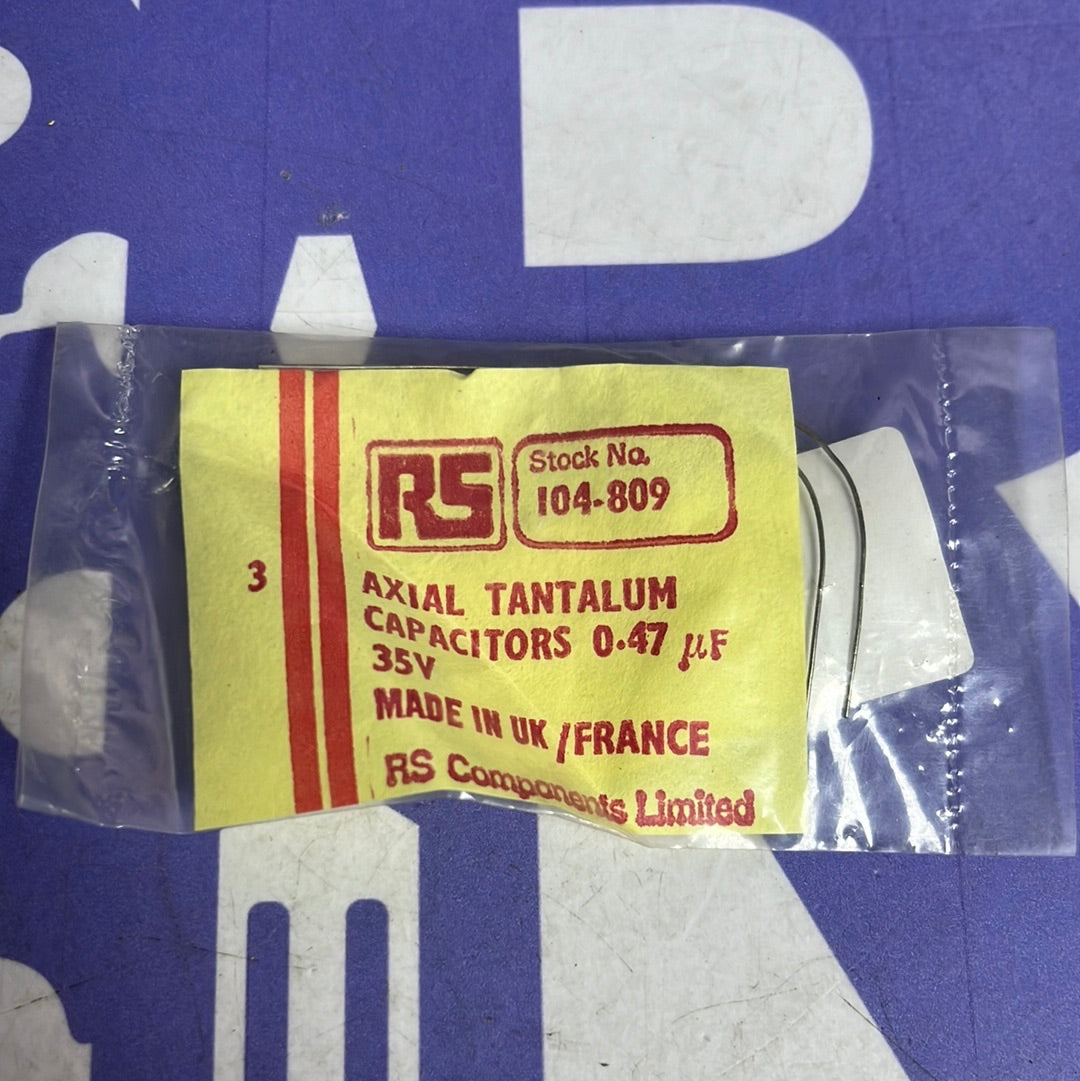 RS
Stock No.
104-809
3
AXIAL TANTALUM
CAPACITORS 0.47 µF
35V
MADE IN UK/FRANCE
RS Components Limited